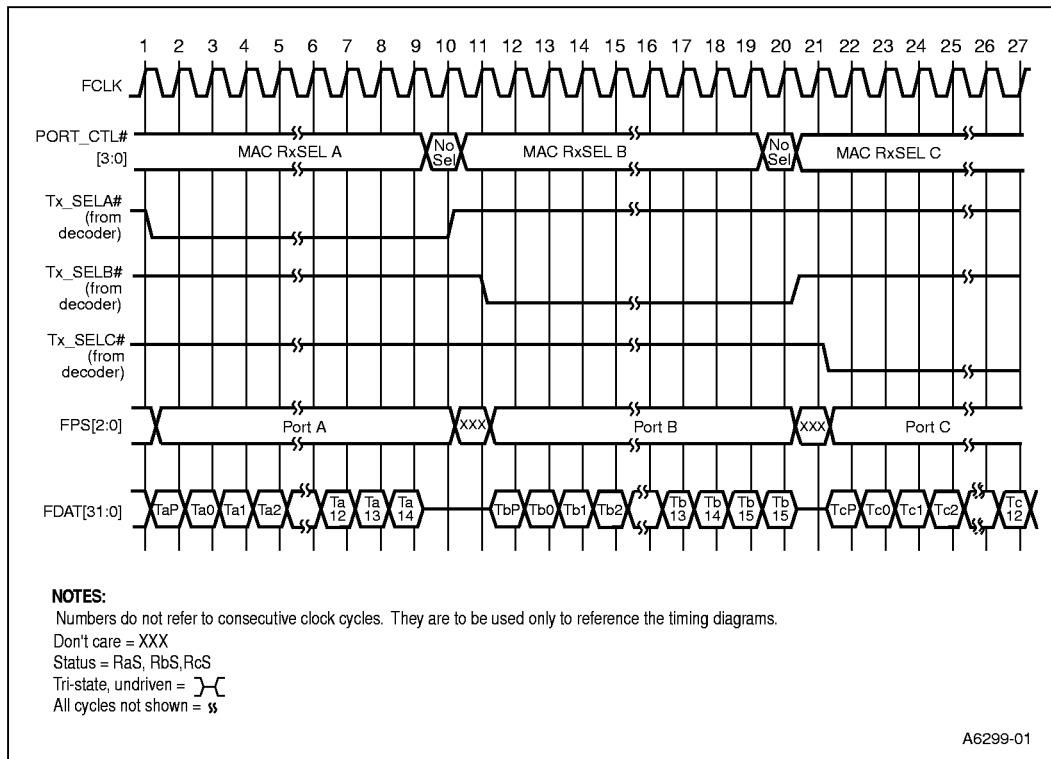 1 2 3 4 5 6 7 8 9 10 11 12 13 14 15 16 17 18 19 20 21 22 23 24 25 26 27
FCLK
PORT_CTL#
[3:0]
MAC RxSEL A
No
Sel
MAC RxSEL B
No
Sel
MAC RxSEL C
Tx_SELA#
(from
decoder)
Tx_SELB#
(from
decoder)
Tx_SELC#
(from
decoder)
FPS[2:0]
Port A
XXX
Port B
XXX
Port C
FDAT[31:0]
TaP
Ta0
Ta1
Ta2
Ta
12
Ta
13
Ta
14
TbP
Tb0
Tb1
Tb2
Tb
13
Tb
14
Tb
15
Tb
15
TcP
Tc0
Tc1
Tc2
Tc
12
NOTES:
Numbers do not refer to consecutive clock cycles. They are to be used only to reference the timing diagrams.
Don't care = XXX
Status = RaS, RbS,RcS
Tri-state, undriven =
All cycles not shown =
A6299-01